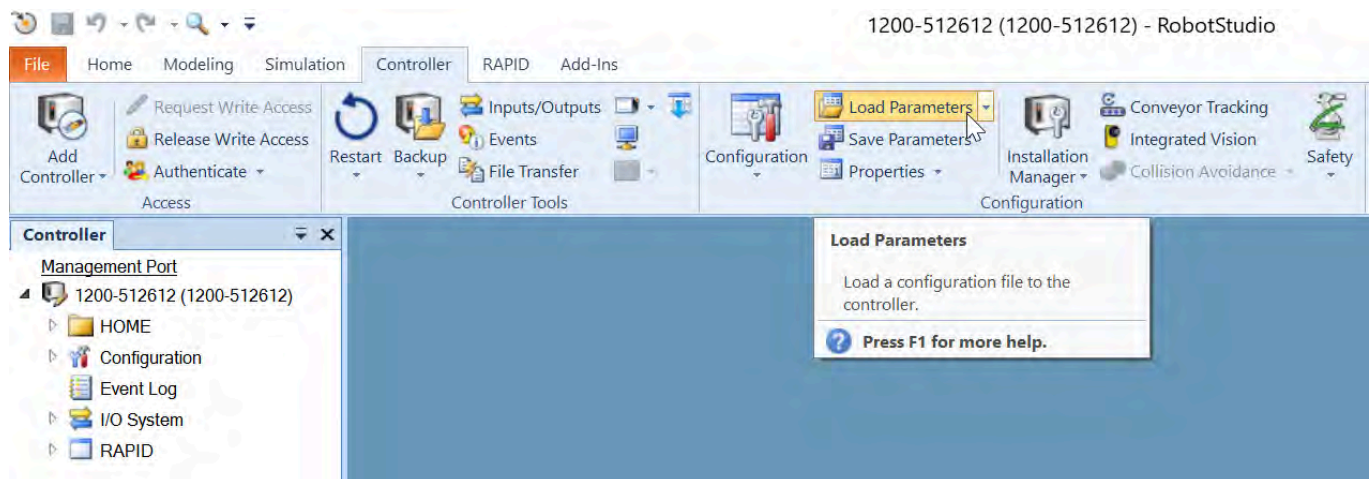 1200-512612 (1200-512612) - RobotStudio
File Home Modeling Simulation Controller RAPID Add-Ins
Add Controller
Request Write Access
Release Write Access
Authenticate
Access
Restart
Backup
Inputs/Outputs
Events
File Transfer
Controller Tools
Configuration
Load Parameters
Save Parameters
Properties
Installation
Manager
Conveyor Tracking
Integrated Vision
Collision Avoidance
Safety
Configuration
Controller
Management Port
1200-512612 (1200-512612)
HOME
Configuration
Event Log
I/O System
RAPID
Load Parameters
Load a configuration file to the
controller.
Press F1 for more help.